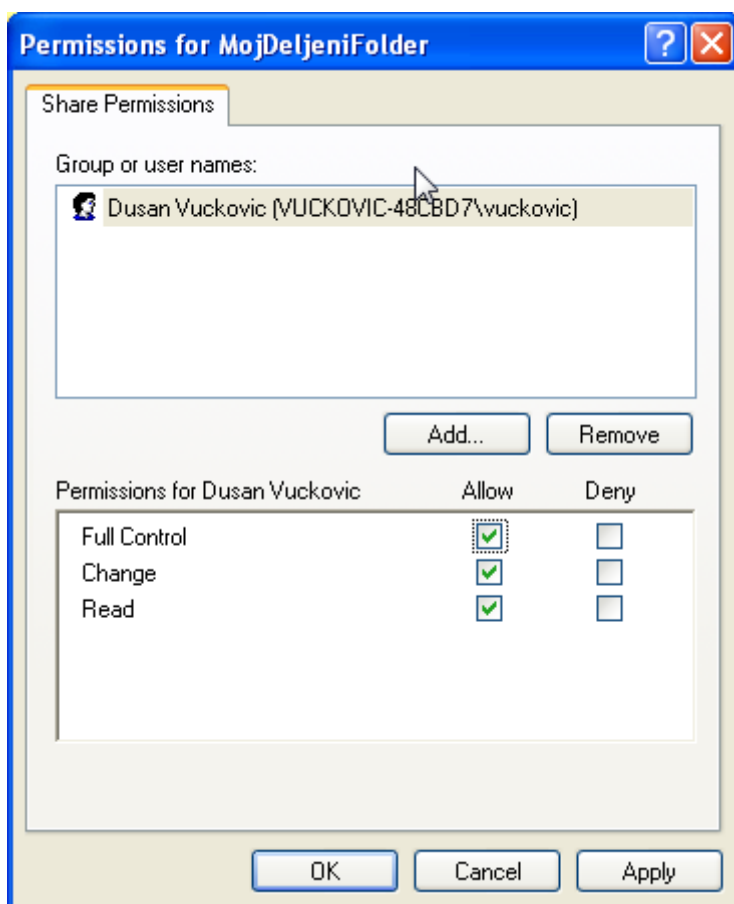 Permissions for MojDeljeniFolder
Share Permissions
Group or user names:
Dusan Vuckovic (VUCKOVIC-48CBD7\vuckovic)
Add... Remove
Permissions for Dusan Vuckovic Allow Deny
Full Control
Change
Read
OK Cancel Apply